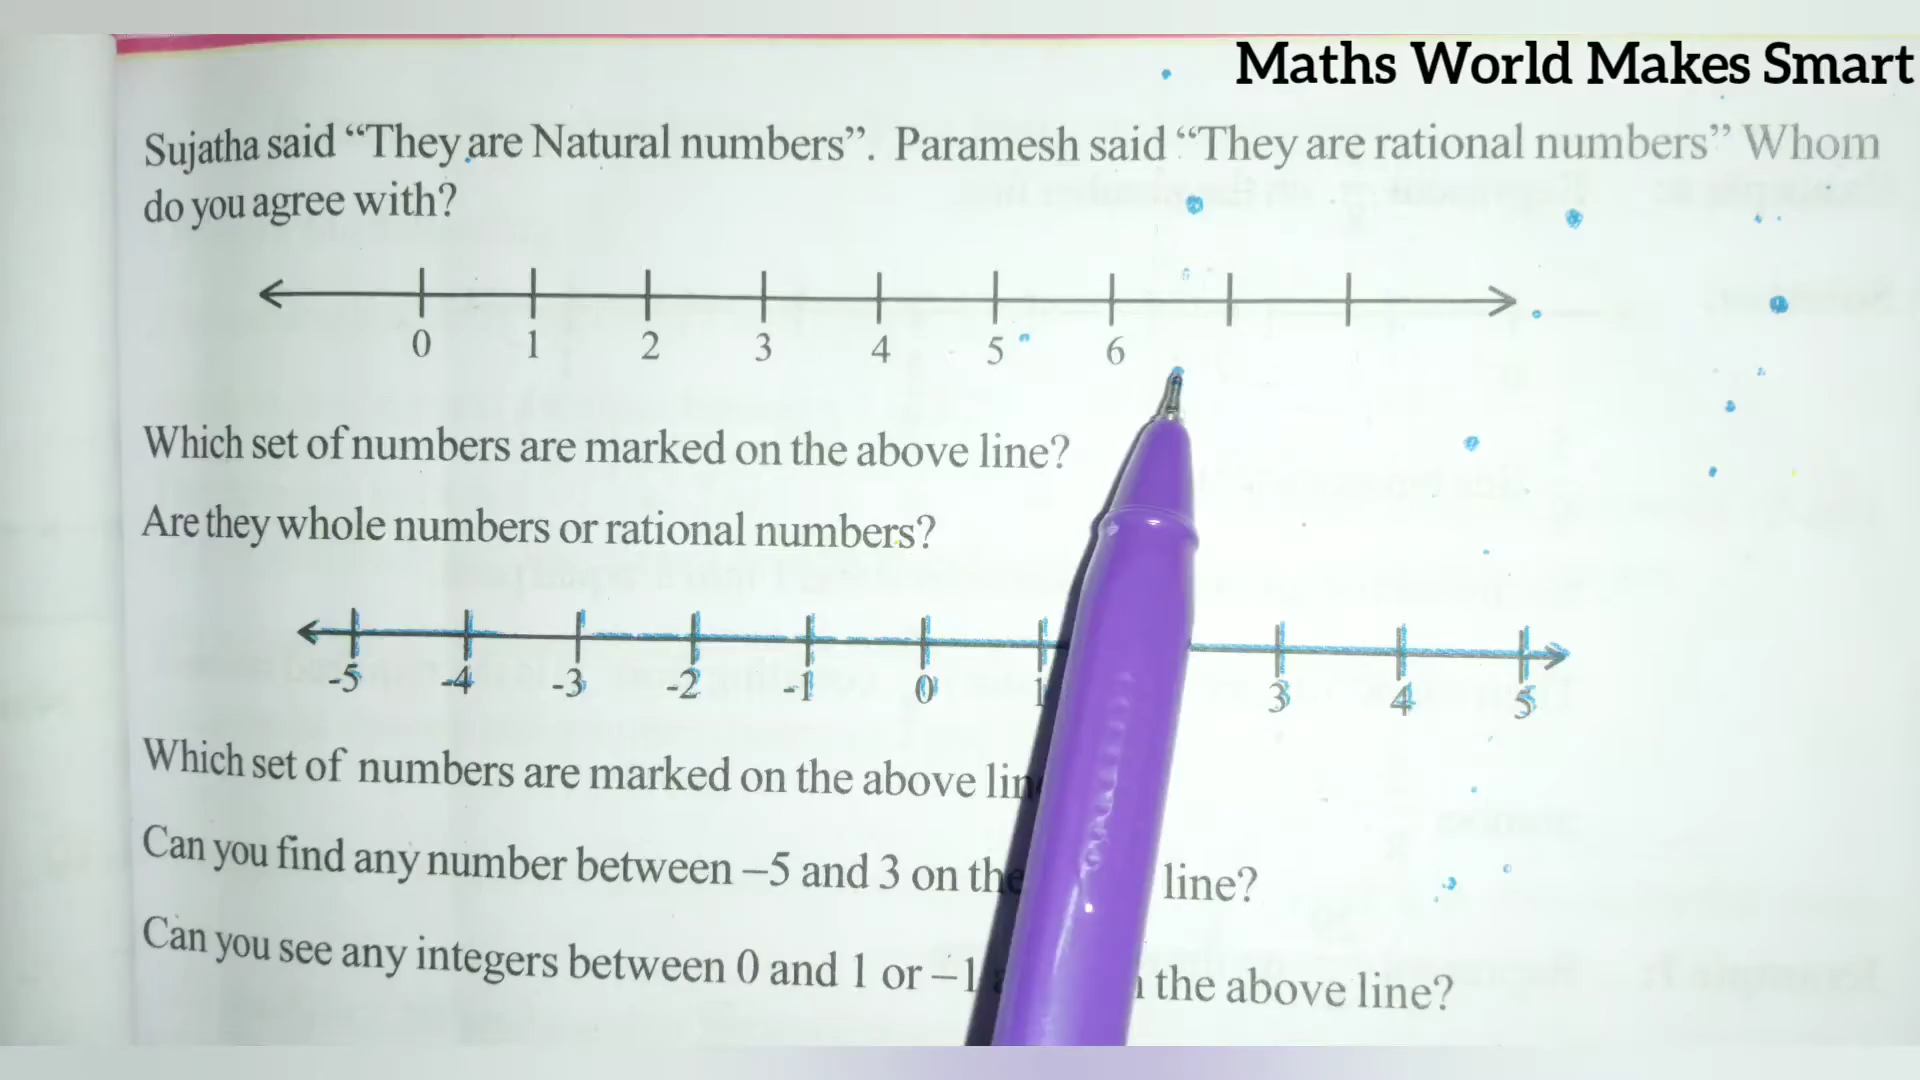 Maths World Makes Smart
Sujatha said “They are Natural numbers”. Paramesh said “They are rational numbers” Whom
do you agree with?
0 1 2 3 4 5 6
Which set of numbers are marked on the above line?
Are they whole numbers or rational numbers?
-5 -4 -3 -2 -1 0 1 3 4 5
Which set of numbers are marked on the above
Can you find any number between –5 and 3 on line?
Can you see any integers between 0 and 1 or –1 the above line?